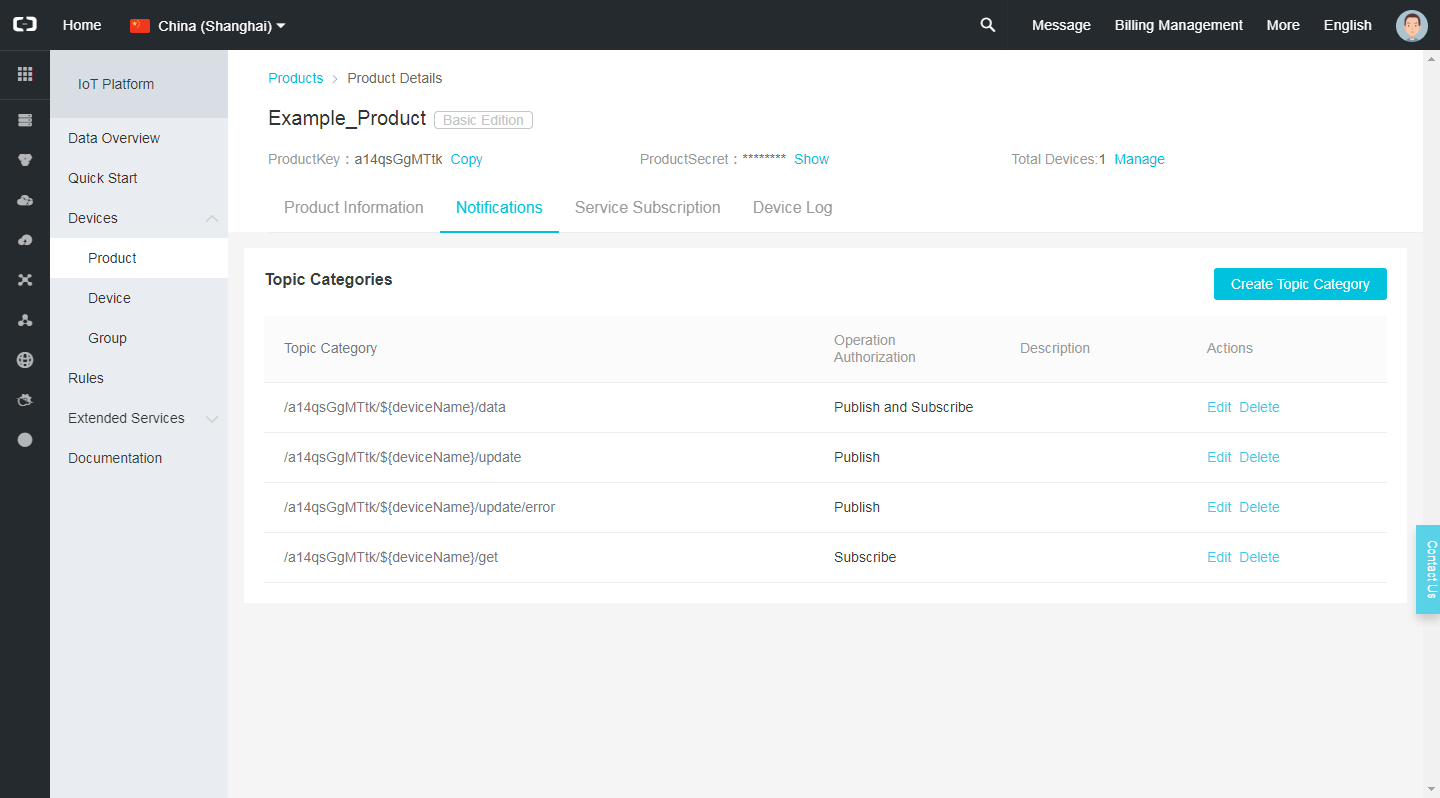 Home China (Shanghai) Message Billing Management More English
IoT Platform
Data Overview
Quick Start
Devices
Product
Device
Group
Rules
Extended Services
Documentation
Products > Product Details
Example_Product Basic Edition
ProductKey : a14qsGgMTtk Copy ProductSecret : ******** Show Total Devices:1 Manage
Product Information Notifications Service Subscription Device Log
Topic Categories
Create Topic Category
Topic Category Operation Authorization Description Actions
/a14qsGgMTtk/${deviceName}/data Publish and Subscribe Edit Delete
/a14qsGgMTtk/${deviceName}/update Publish Edit Delete
/a14qsGgMTtk/${deviceName}/update/error Publish Edit Delete
/a14qsGgMTtk/${deviceName}/get Subscribe Edit Delete
Contact Us